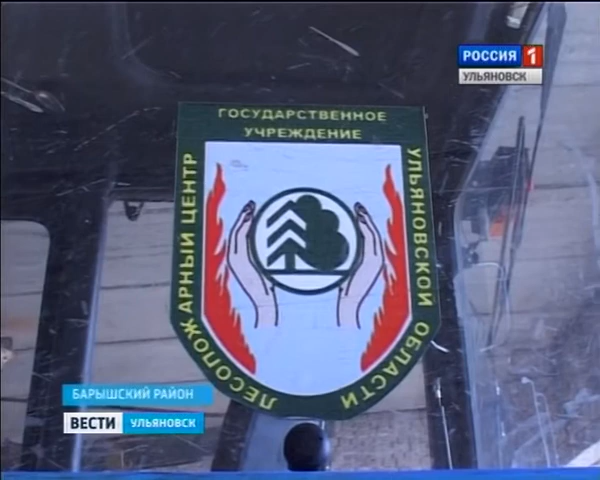 РОССИЯ 1
УЛЬЯНОВСК
ГОСУДАРСТВЕННОЕ
УЧРЕЖДЕНИЕ
ЛЕСОПОЖАРНЫЙ ЦЕНТР
УЛЬЯНОВСКОЙ ОБЛАСТИ
БАРЫШСКИЙ РАЙОН
ВЕСТИ УЛЬЯНОВСК